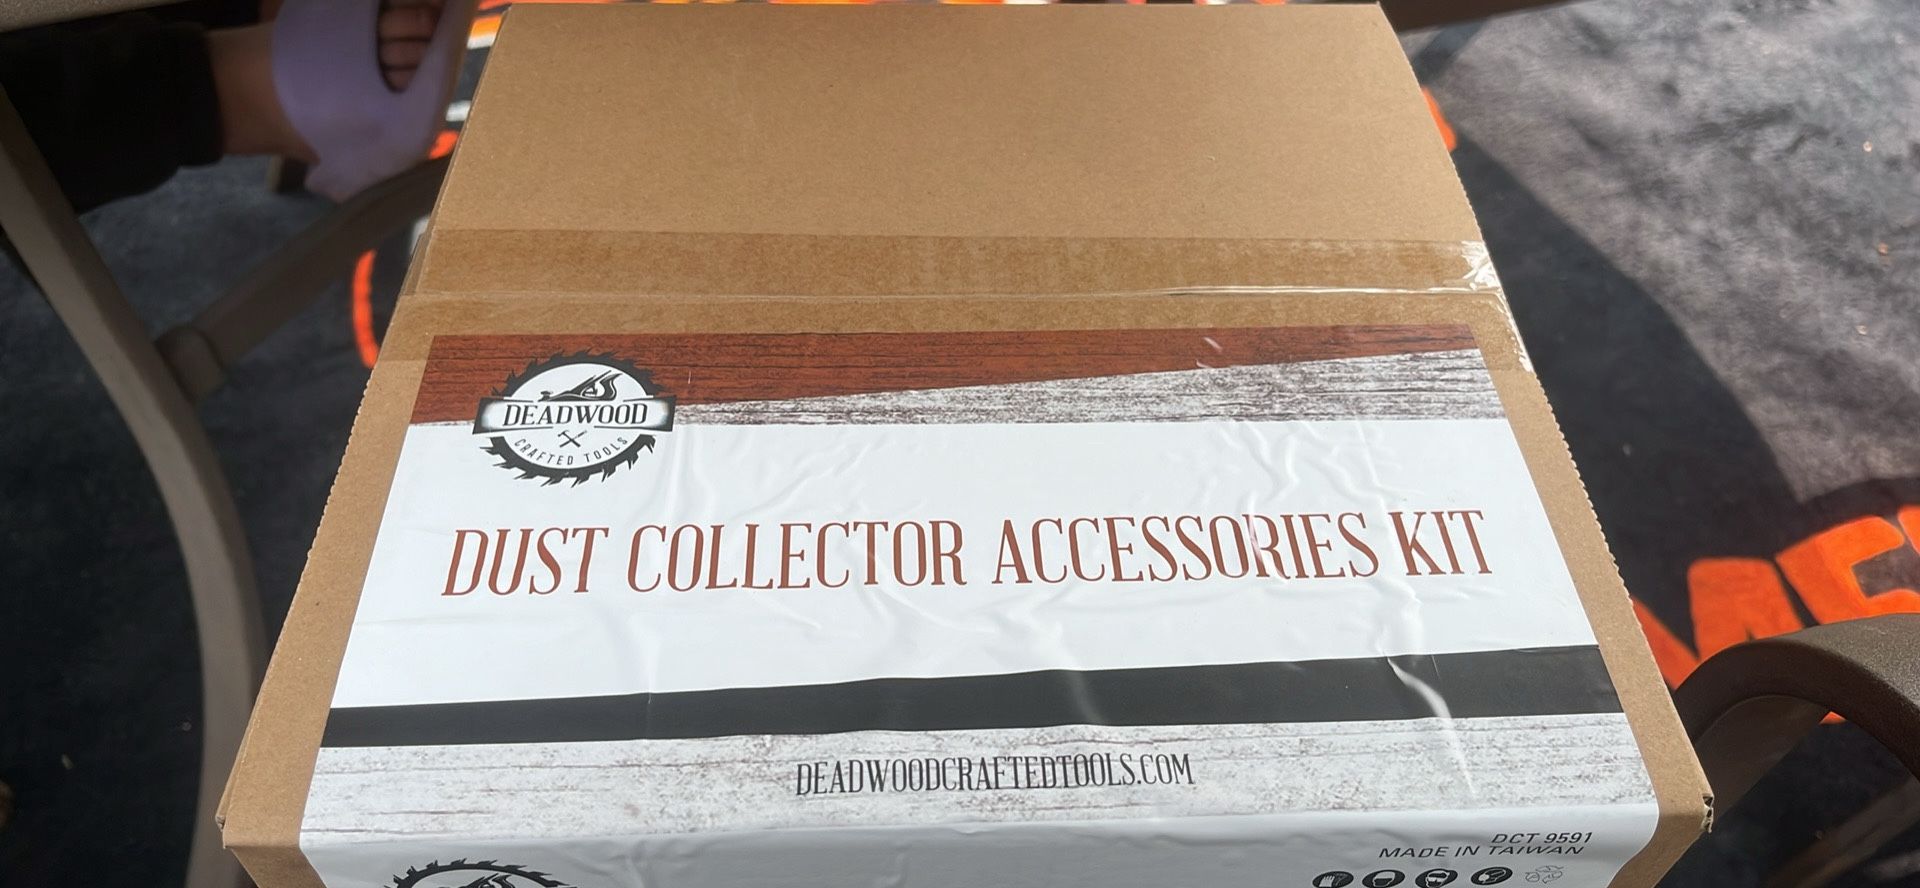 DEADWOOD
CRAFTED TOOLS
DUST COLLECTOR ACCESSORIES KIT
DEADWOODCRAFTEDTOOLS.COM
DCT 9591
MADE IN TAIWAN